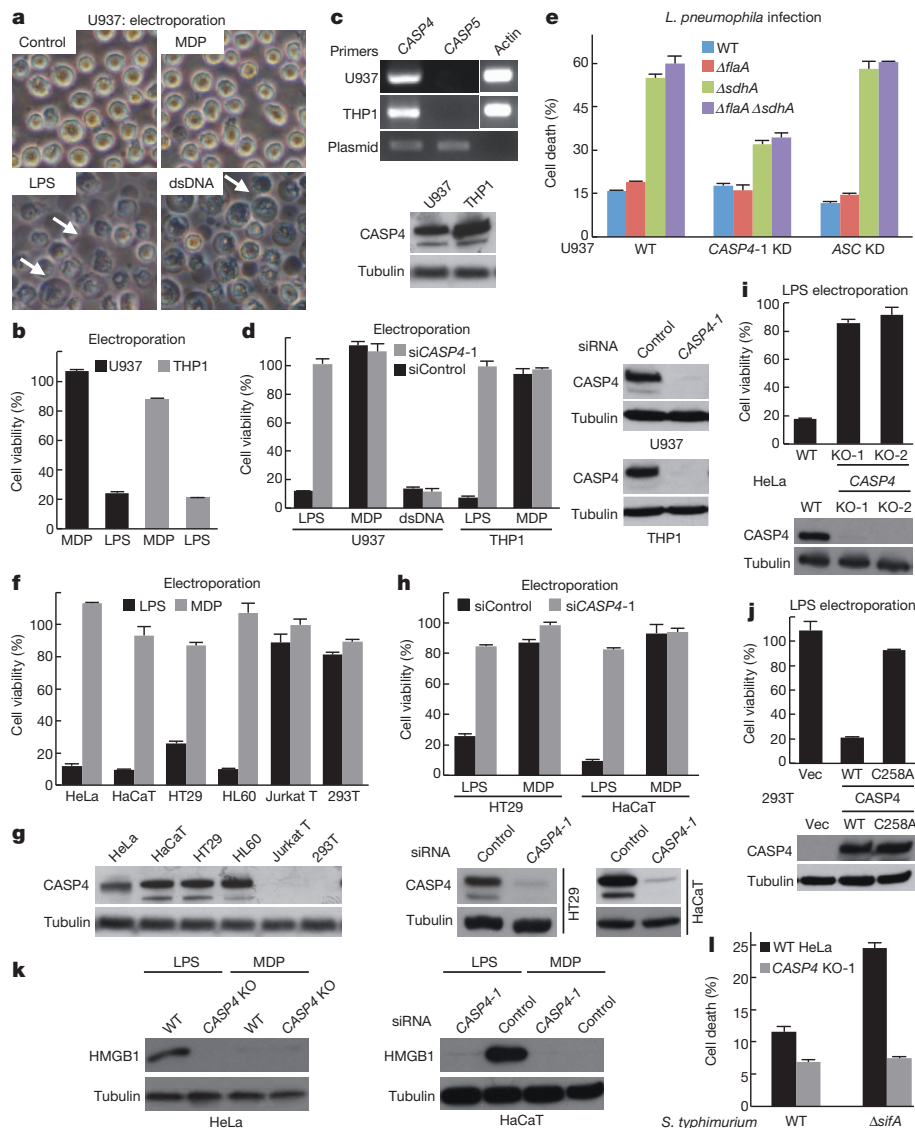 a
U937: electroporation
Control
MDP
LPS
dsDNA
b
Electroporation
U937
THP1
Cell viability (%)
100
80
60
40
20
0
MDP
LPS
MDP
LPS
c
Primers
CASP4
CASP5
Actin
U937
THP1
Plasmid
U937
THP1
CASP4
Tubulin
d
Electroporation
siCASP4-1
siControl
Cell viability (%)
100
80
60
40
20
0
LPS
MDP
dsDNA
LPS
MDP
U937
THP1
siRNA
Control
CASP4-1
CASP4
Tubulin
U937
CASP4
Tubulin
THP1
e
L. pneumophila infection
WT
ΔflaA
ΔsdhA
ΔflaA ΔsdhA
Cell death (%)
60
45
30
15
0
U937
WT
CASP4-1 KD
ASC KD
f
Electroporation
LPS
MDP
Cell viability (%)
100
80
60
40
20
0
HeLa
HaCaT
HT29
HL60
Jurkat T
293T
g
HeLa
HaCaT
HT29
HL60
Jurkat T
293T
CASP4
Tubulin
h
Electroporation
siControl
siCASP4-1
Cell viability (%)
100
80
60
40
20
0
LPS
MDP
LPS
MDP
HT29
HaCaT
siRNA
Control
CASP4-1
Control
CASP4-1
CASP4
Tubulin
HT29
CASP4
Tubulin
HaCaT
i
LPS electroporation
Cell viability (%)
100
80
60
40
20
0
WT
KO-1
KO-2
HeLa
CASP4
WT
KO-1
KO-2
CASP4
Tubulin
j
LPS electroporation
Cell viability (%)
100
80
60
40
20
0
Vec
WT
C258A
293T
CASP4
Vec
WT
C258A
CASP4
Tubulin
k
LPS
MDP
WT
CASP4 KO
WT
CASP4 KO
HMGB1
Tubulin
HeLa
LPS
MDP
siRNA
CASP4-1
Control
CASP4-1
Control
HMGB1
Tubulin
HaCaT
l
WT HeLa
CASP4 KO-1
Cell death (%)
25
20
15
10
5
0
S. typhimurium
WT
ΔsifA